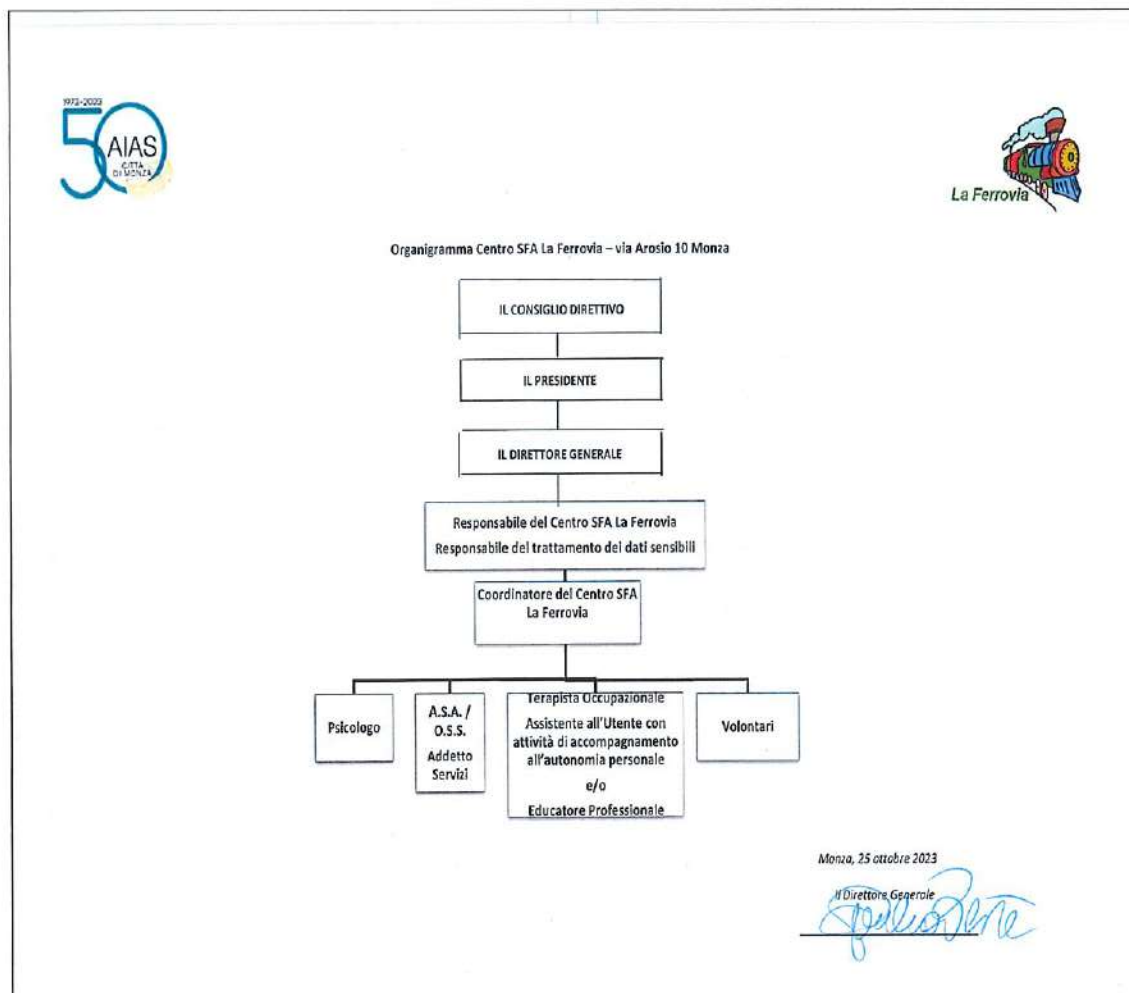 1973-2023
50
AIAS
CITTÀ
DI MONZA
La Ferrovia
Organigramma Centro SFA La Ferrovia – via Arosio 10 Monza
IL CONSIGLIO DIRETTIVO
IL PRESIDENTE
IL DIRETTORE GENERALE
Responsabile del Centro SFA La Ferrovia
Responsabile del trattamento dei dati sensibili
Coordinatore del Centro SFA
La Ferrovia
Psicologo
A.S.A. /
O.S.S.
Addetto
Servizi
Terapista Occupazionale
Assistente all'Utente con
attività di accompagnamento
all'autonomia personale
e/o
Educatore Professionale
Volontari
Monza, 25 ottobre 2023
Il Direttore Generale